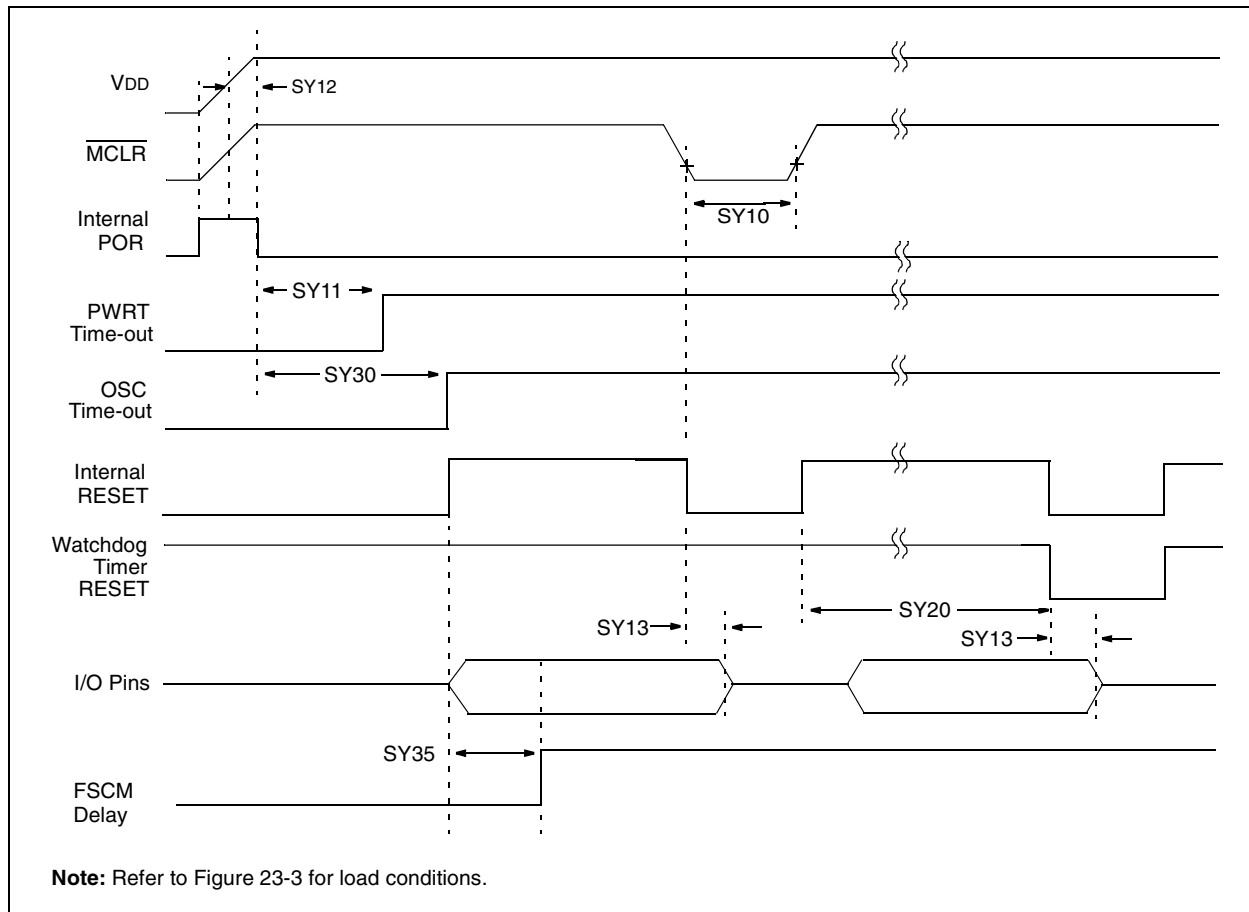 VDD
SY12
MCLR
SY10
Internal
POR
SY11
PWRT
Time-out
SY30
OSC
Time-out
Internal
RESET
Watchdog
Timer
RESET
SY20
SY13
SY13
I/O Pins
SY35
FSCM
Delay
Note: Refer to Figure 23-3 for load conditions.